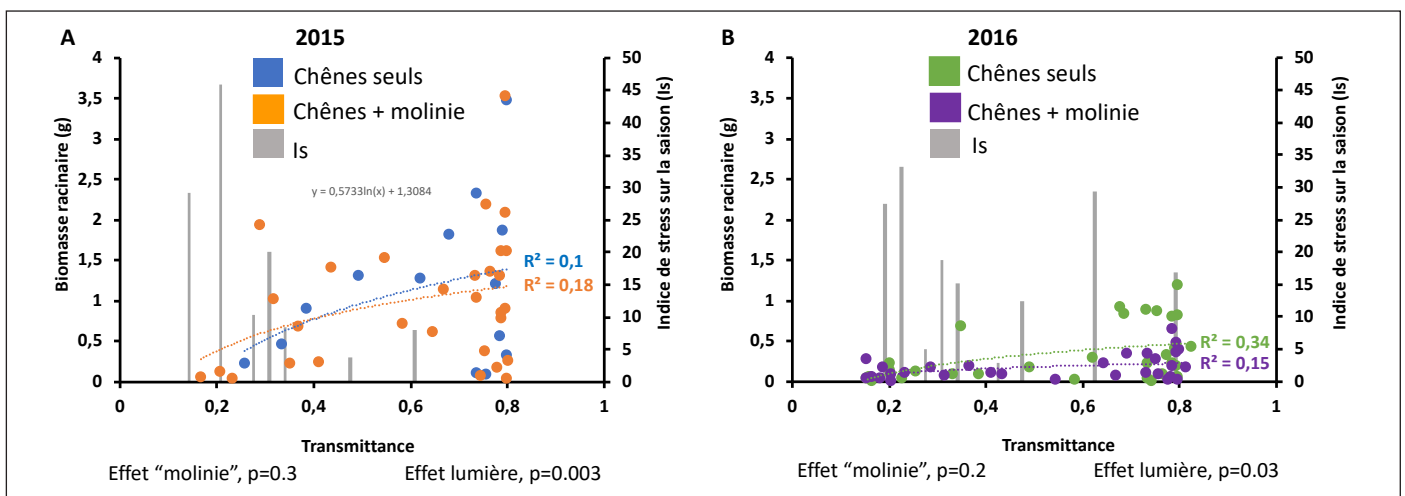 A
2015
Chênes seuls
Chênes + molinie
Is
Biomasse racinaire (g)
4
3,5
3
2,5
2
1,5
1
0,5
0
50
45
40
35
30
25
20
15
10
5
0
Indice de stress sur la saison (Is)
y = 0,5733ln(x) + 1,3084
R² = 0,1
R² = 0,18
0 0,2 0,4 0,6 0,8 1
Transmittance
Effet “molinie”, p=0.3 Effet lumière, p=0.003
B
2016
Chênes seuls
Chênes + molinie
Is
Biomasse racinaire (g)
4
3,5
3
2,5
2
1,5
1
0,5
0
50
45
40
35
30
25
20
15
10
5
0
Indice de stress sur la saison (Is)
R² = 0,34
R² = 0,15
0 0,2 0,4 0,6 0,8 1
Transmittance
Effet “molinie”, p=0.2 Effet lumière, p=0.03